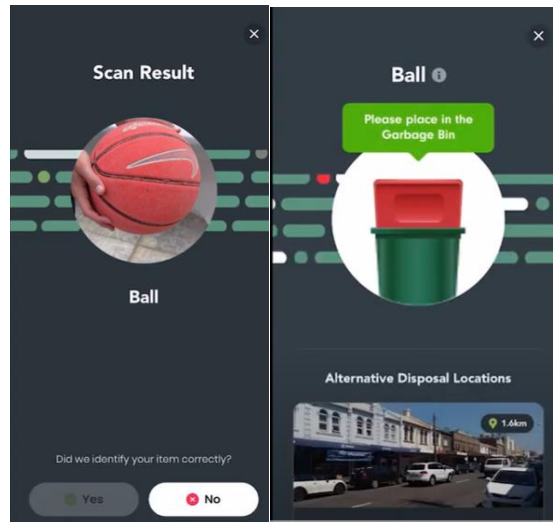 Scan Result
Ball
Did we identify your item correctly?
Yes
No
Ball
Please place in the
Garbage Bin
Alternative Disposal Locations
1.6km